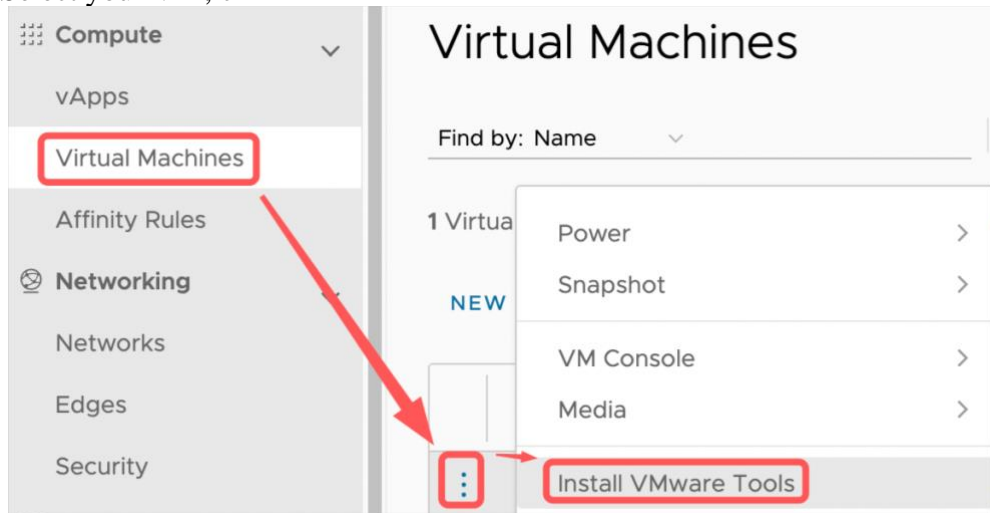 Compute
vApps
Virtual Machines
Affinity Rules
Networking
Networks
Edges
Security
Virtual Machines
Find by: Name
1 Virtua
NEW
Power
Snapshot
VM Console
Media
Install VMware Tools